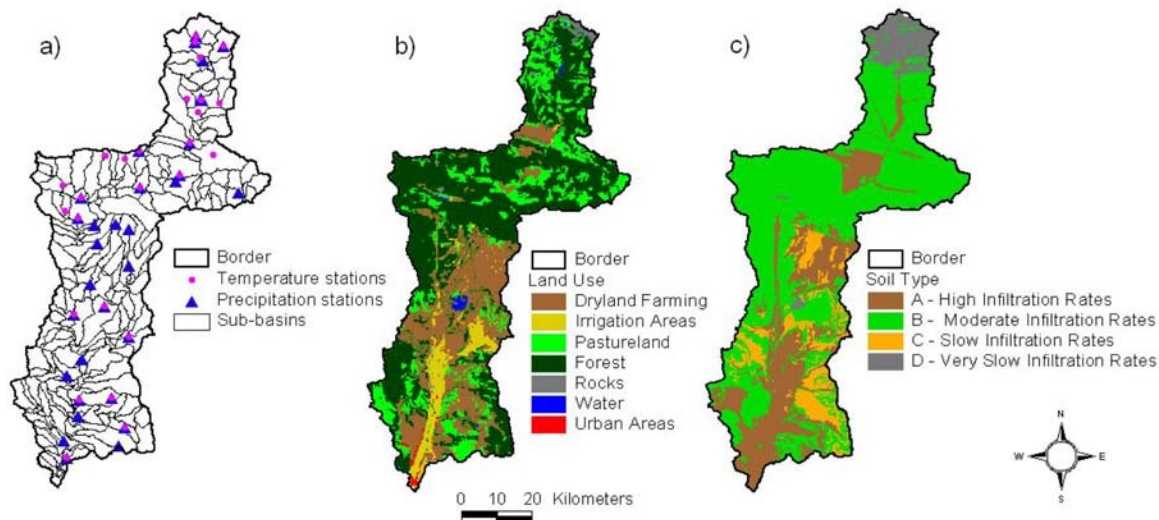 a)
Border
Temperature stations
Precipitation stations
Sub-basins
b)
Border
Land Use
Dryland Farming
Irrigation Areas
Pastureland
Forest
Rocks
Water
Urban Areas
0 10 20 Kilometers
c)
Border
Soil Type
A - High Infiltration Rates
B - Moderate Infiltration Rates
C - Slow Infiltration Rates
D - Very Slow Infiltration Rates
N
W E
S